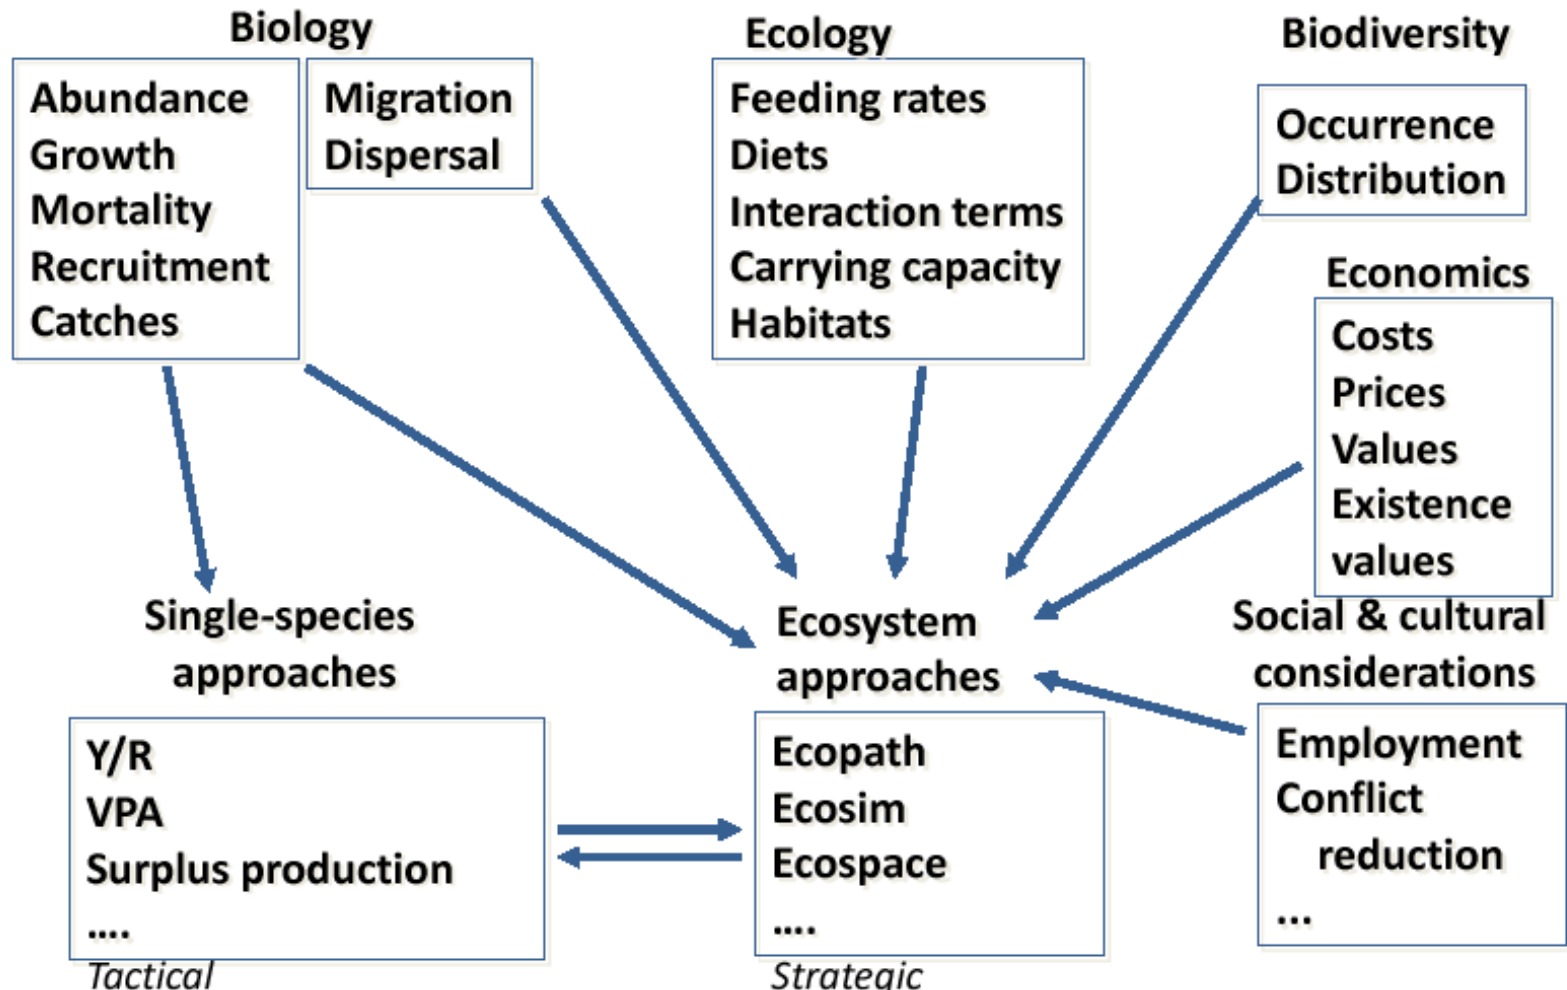 Biology
Abundance
Growth
Mortality
Recruitment
Catches
Migration
Dispersal
Ecology
Feeding rates
Diets
Interaction terms
Carrying capacity
Habitats
Biodiversity
Occurrence
Distribution
Economics
Costs
Prices
Values
Existence
values
Social & cultural
considerations
Employment
Conflict
reduction
...
Single-species
approaches
Y/R
VPA
Surplus production
....
Tactical
Ecosystem
approaches
Ecopath
Ecosim
Ecospace
....
Strategic